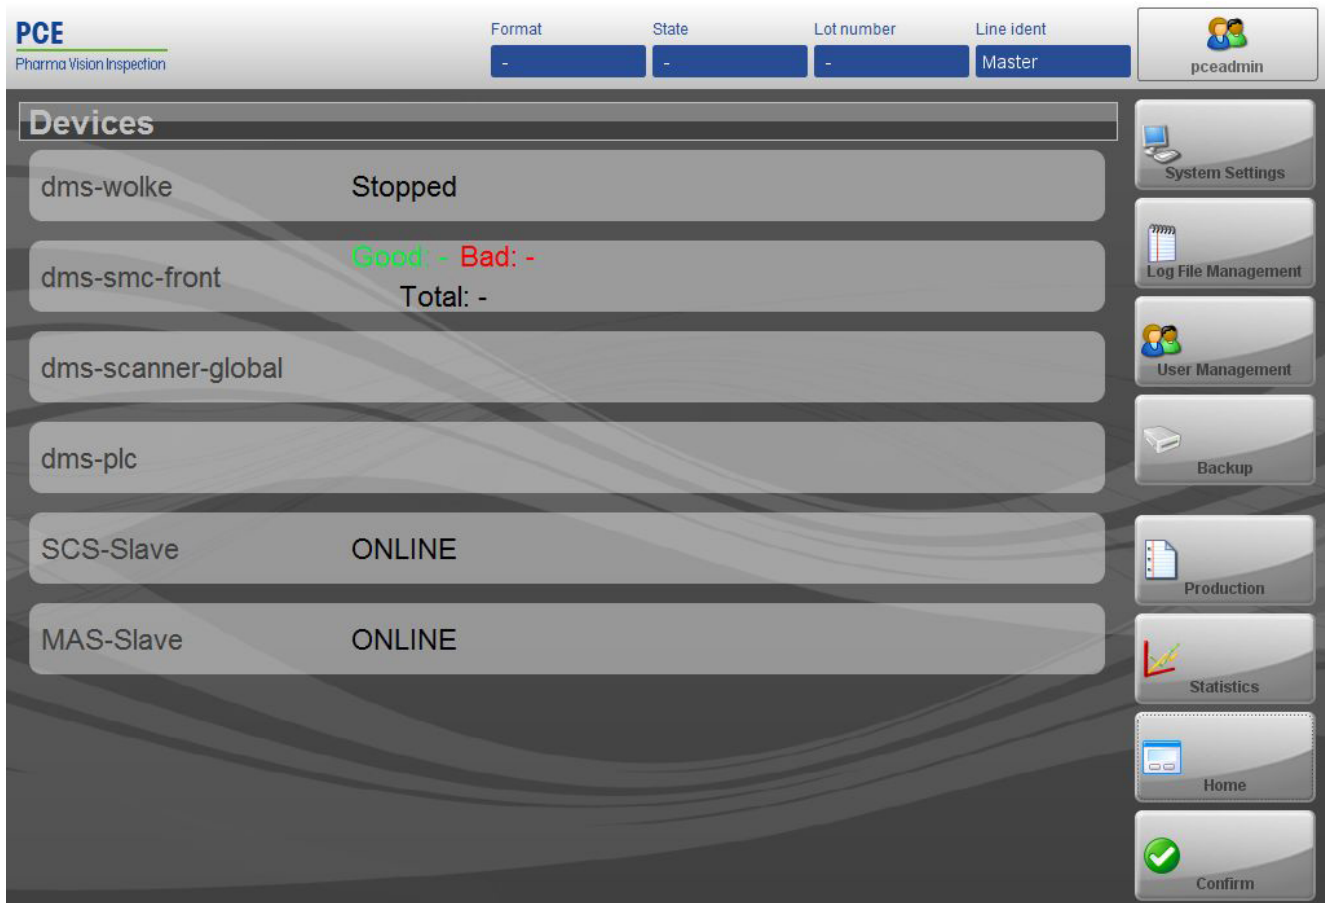 PCE
Pharma Vision Inspection
Format State Lot number Line ident
- - - Master
pceadmin
Devices
dms-wolke Stopped
dms-smc-front Good: - Bad: -
Total: -
dms-scanner-global
dms-plc
SCS-Slave ONLINE
MAS-Slave ONLINE
System Settings
Log File Management
User Management
Backup
Production
Statistics
Home
Confirm